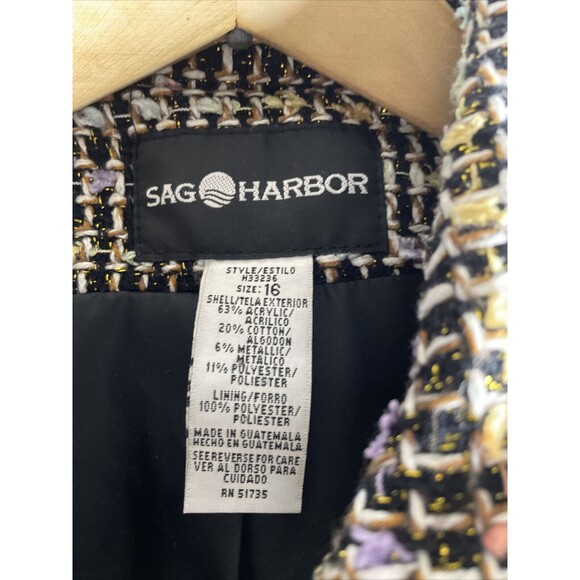 SAG HARBOR
STYLE/ESTILO
H33236
SIZE: 16
SHELL/TELA EXTERIOR
63% ACRYLIC/
ACRILICO
20% COTTON/
ALGODON
6% METALLIC/
METALICO
11% POLYESTER/
POLIESTER
LINING/FORRO
100% POLYESTER/
POLIESTER
MADE IN GUATEMALA
HECHO EN GUATEMALA
SEE REVERSE FOR CARE
VER AL DORSO PARA
CUIDADO
RN 51735